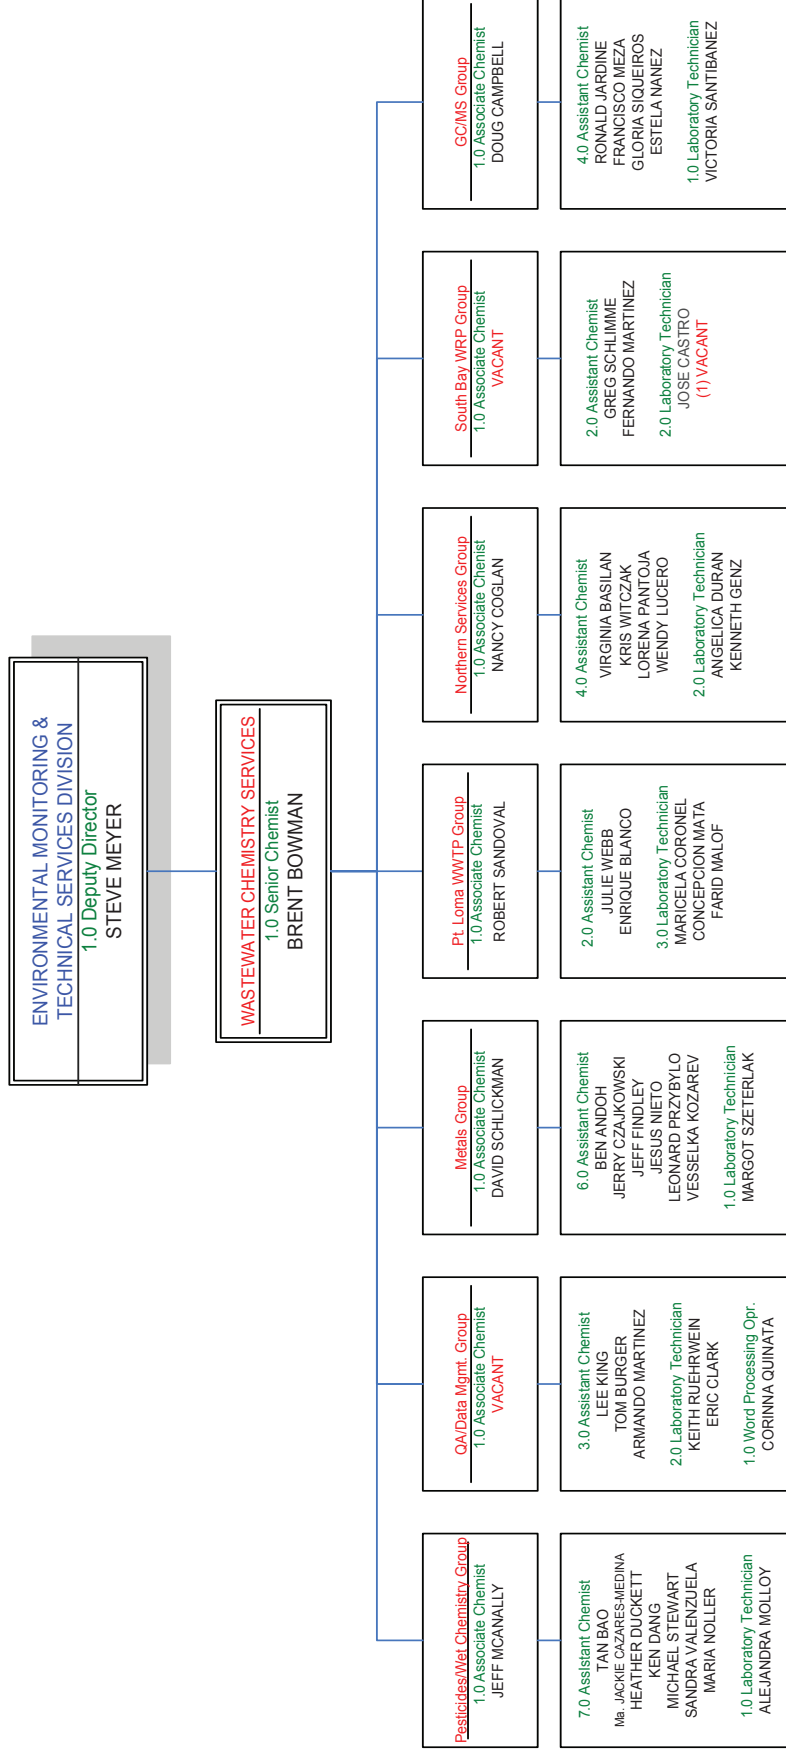 ENVIRONMENTAL MONITORING &
TECHNICAL SERVICES DIVISION
1.0 Deputy Director
STEVE MEYER
WASTEWATER CHEMISTRY SERVICES
1.0 Senior Chemist
BRENT BOWMAN
Pesticides/Wet Chemistry Group
1.0 Associate Chemist
JEFF MCANALLY
7.0 Assistant Chemist
TAN BAO
Ma. JACKIE CAZARES-MEDINA
HEATHER DUCKETT
KEN DANG
MICHAEL STEWART
SANDRA VALENZUELA
MARIA NOLLER
1.0 Laboratory Technician
ALEJANDRA MOLLOY
QA/Data Mgmt. Group
1.0 Associate Chemist
VACANT
3.0 Assistant Chemist
LEE KING
TOM BURGER
ARMANDO MARTINEZ
2.0 Laboratory Technician
KEITH RUEHRWEIN
ERIC CLARK
1.0 Word Processing Opr.
CORINNA QUINATA
Metals Group
1.0 Associate Chemist
DAVID SCHLICKMAN
6.0 Assistant Chemist
BEN ANDOH
JERRY CZAJKOWSKI
JEFF FINDLEY
JESUS NIETO
LEONARD PRZYBYLO
VESSELKA KOZAREV
1.0 Laboratory Technician
MARGOT SZETERLAK
Pt. Loma WWTP Group
1.0 Associate Chemist
ROBERT SANDOVAL
2.0 Assistant Chemist
JULIE WEBB
ENRIQUE BLANCO
3.0 Laboratory Technician
MARICELA CORONEL
CONCEPCION MATA
FARID MALOF
Northern Services Group
1.0 Associate Chenist
NANCY COGLAN
4.0 Assistant Chemist
VIRGINIA BASILAN
KRIS WITCZAK
LORENA PANTOJA
WENDY LUCERO
2.0 Laboratory Technician
ANGELICA DURAN
KENNETH GENZ
South Bay WRP Group
1.0 Associate Chemist
VACANT
2.0 Assistant Chemist
GREG SCHLIMME
FERNANDO MARTINEZ
2.0 Laboratory Technician
JOSE CASTRO
(1) VACANT
GC/MS Group
1.0 Associate Chemist
DOUG CAMPBELL
4.0 Assistant Chemist
RONALD JARDINE
FRANCISCO MEZA
GLORIA SIQUEIROS
ESTELA NANEZ
1.0 Laboratory Technician
VICTORIA SANTIBANEZ